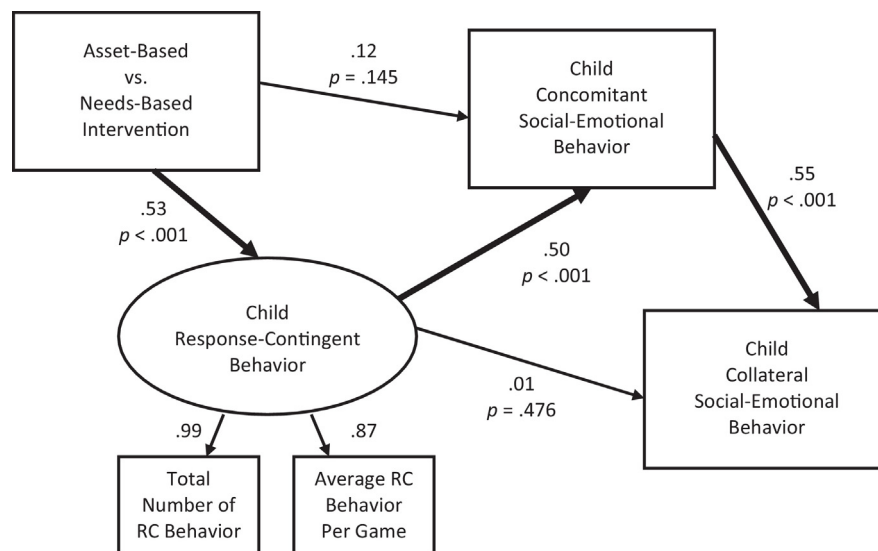 Asset-Based
vs.
Needs-Based
Intervention
.12
p = .145
Child
Concomitant
Social-Emotional
Behavior
.53
p < .001
.50
p < .001
.55
p < .001
Child
Response-Contingent
Behavior
.01
p = .476
Child
Collateral
Social-Emotional
Behavior
.99
.87
Total
Number of
RC Behavior
Average RC
Behavior
Per Game